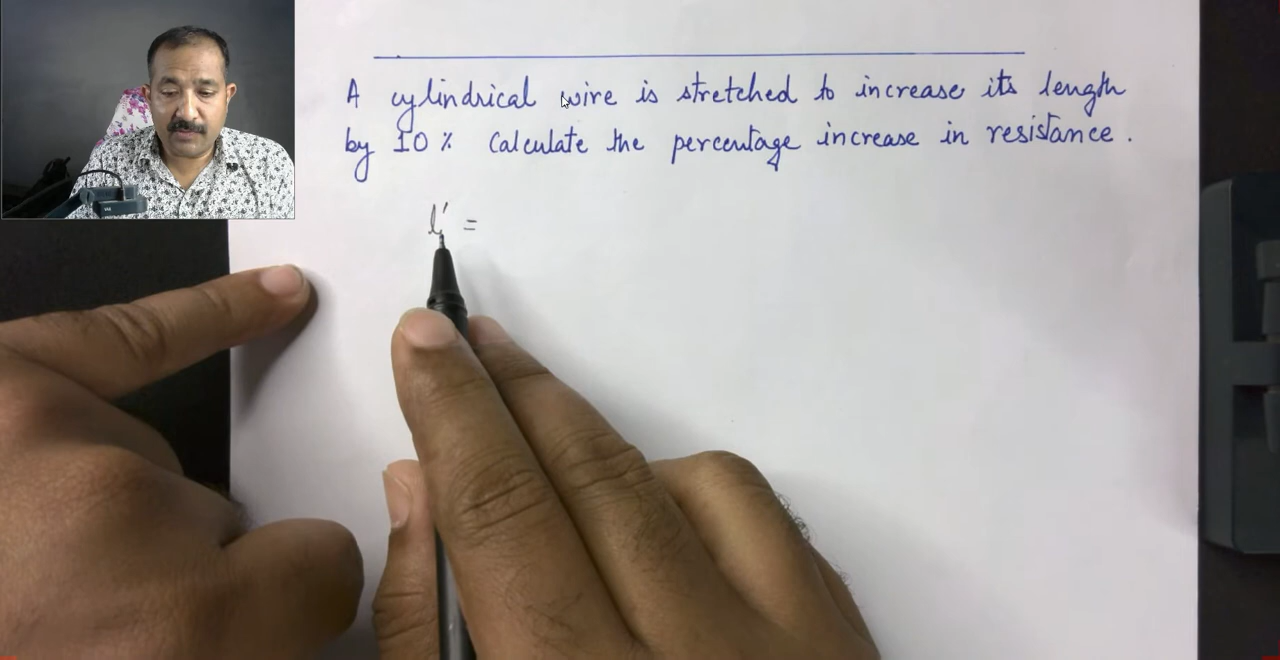 A cylindrical wire is stretched to increase its length
by 10 % Calculate the percentage increase in resistance.
l' =